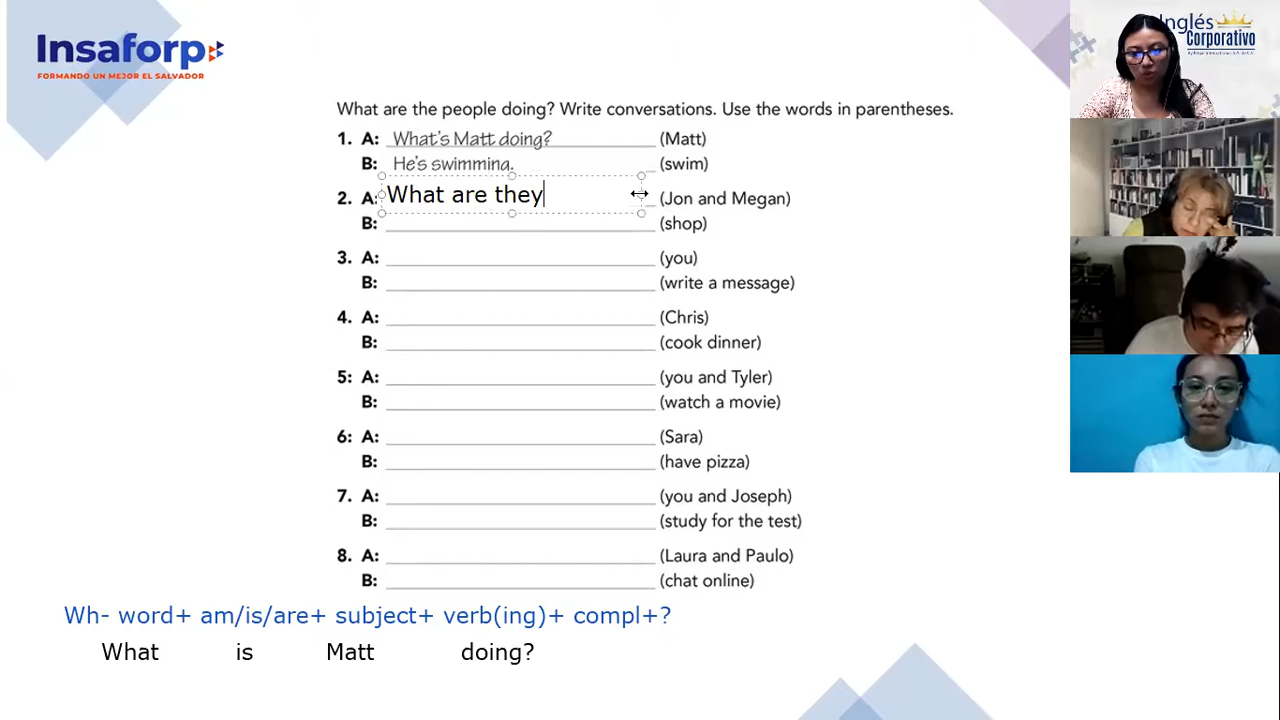 Insaforp
FORMANDO UN MEJOR EL SALVADOR
Inglés
Corporativo
What are the people doing? Write conversations. Use the words in parentheses.
1. A: What's Matt doing? (Matt)
B: He's swimming. (swim)
2. A: What are they (Jon and Megan)
B: (shop)
3. A: (you)
B: (write a message)
4. A: (Chris)
B: (cook dinner)
5: A: (you and Tyler)
B: (watch a movie)
6: A: (Sara)
B: (have pizza)
7. A: (you and Joseph)
B: (study for the test)
8. A: (Laura and Paulo)
B: (chat online)
Wh- word+ am/is/are+ subject+ verb(ing)+ compl+?
What is Matt doing?